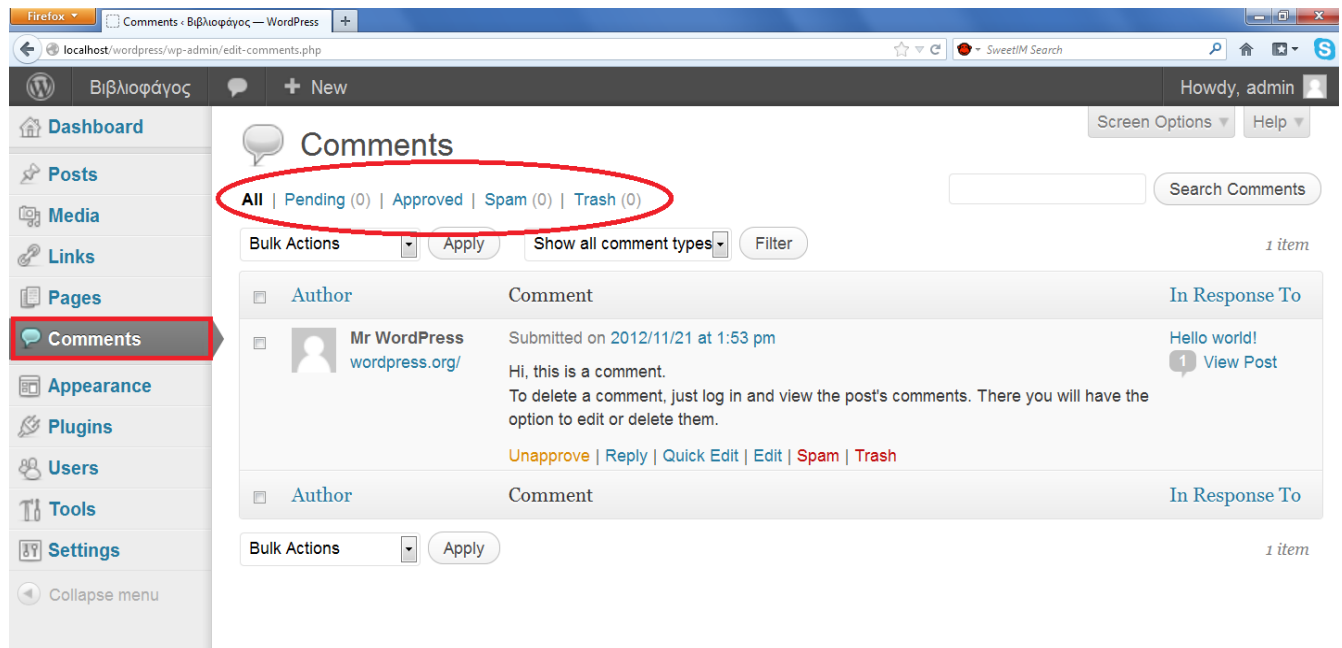 Firefox
Comments ‹ Βιβλιοφάγος — WordPress
localhost/wordpress/wp-admin/edit-comments.php
SweetIM Search
Βιβλιοφάγος
+ New
Howdy, admin
Dashboard
Posts
Media
Links
Pages
Comments
Appearance
Plugins
Users
Tools
Settings
Collapse menu
Screen Options
Help
Comments
All | Pending (0) | Approved | Spam (0) | Trash (0)
Search Comments
Bulk Actions
Apply
Show all comment types
Filter
1 item
Author Comment In Response To
Mr WordPress
wordpress.org/
Submitted on 2012/11/21 at 1:53 pm
Hi, this is a comment.
To delete a comment, just log in and view the post's comments. There you will have the
option to edit or delete them.
Unapprove | Reply | Quick Edit | Edit | Spam | Trash
Hello world!
1 View Post
Author Comment In Response To
Bulk Actions
Apply
1 item